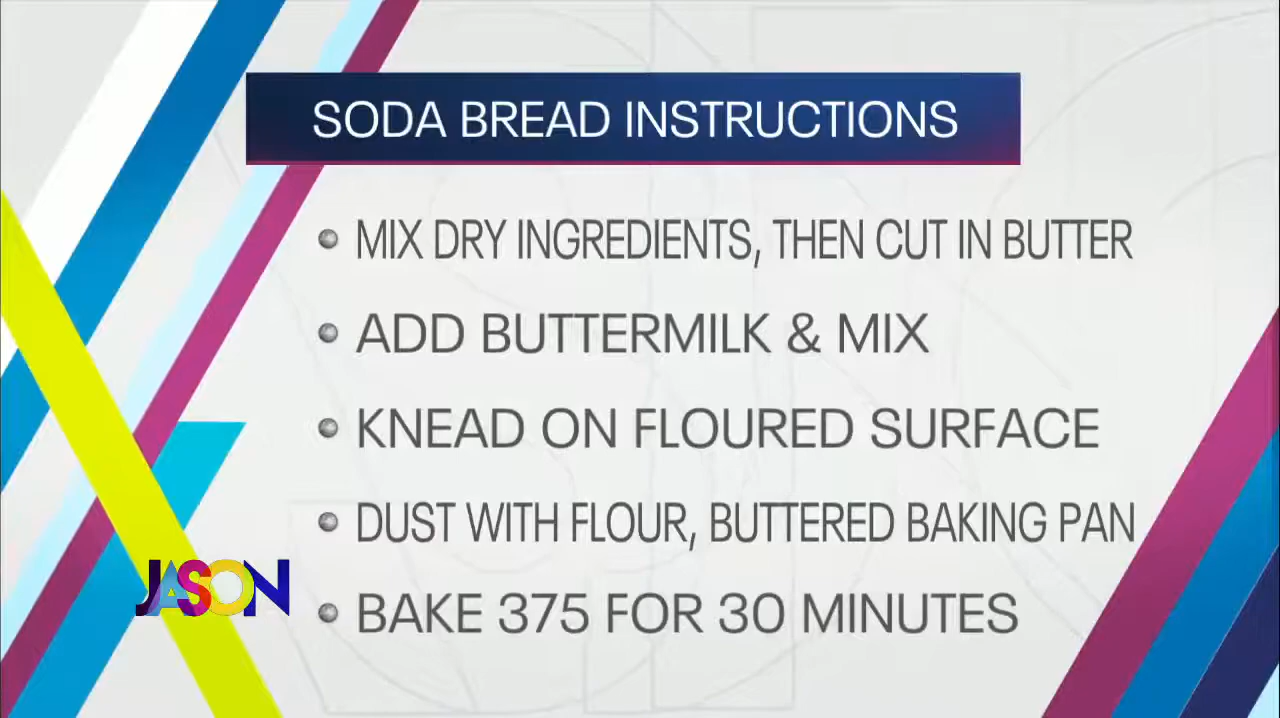 SODA BREAD INSTRUCTIONS
• MIX DRY INGREDIENTS, THEN CUT IN BUTTER
• ADD BUTTERMILK & MIX
• KNEAD ON FLOURED SURFACE
• DUST WITH FLOUR, BUTTERED BAKING PAN
• BAKE 375 FOR 30 MINUTES
JASON